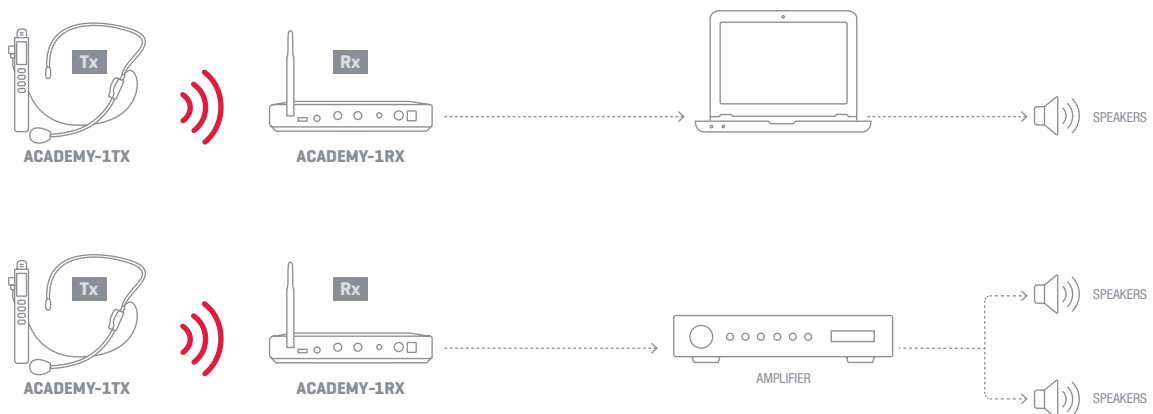 Tx
Rx
SPEAKERS
ACADEMY-1TX
ACADEMY-1RX
Tx
Rx
SPEAKERS
AMPLIFIER
ACADEMY-1TX
ACADEMY-1RX
SPEAKERS